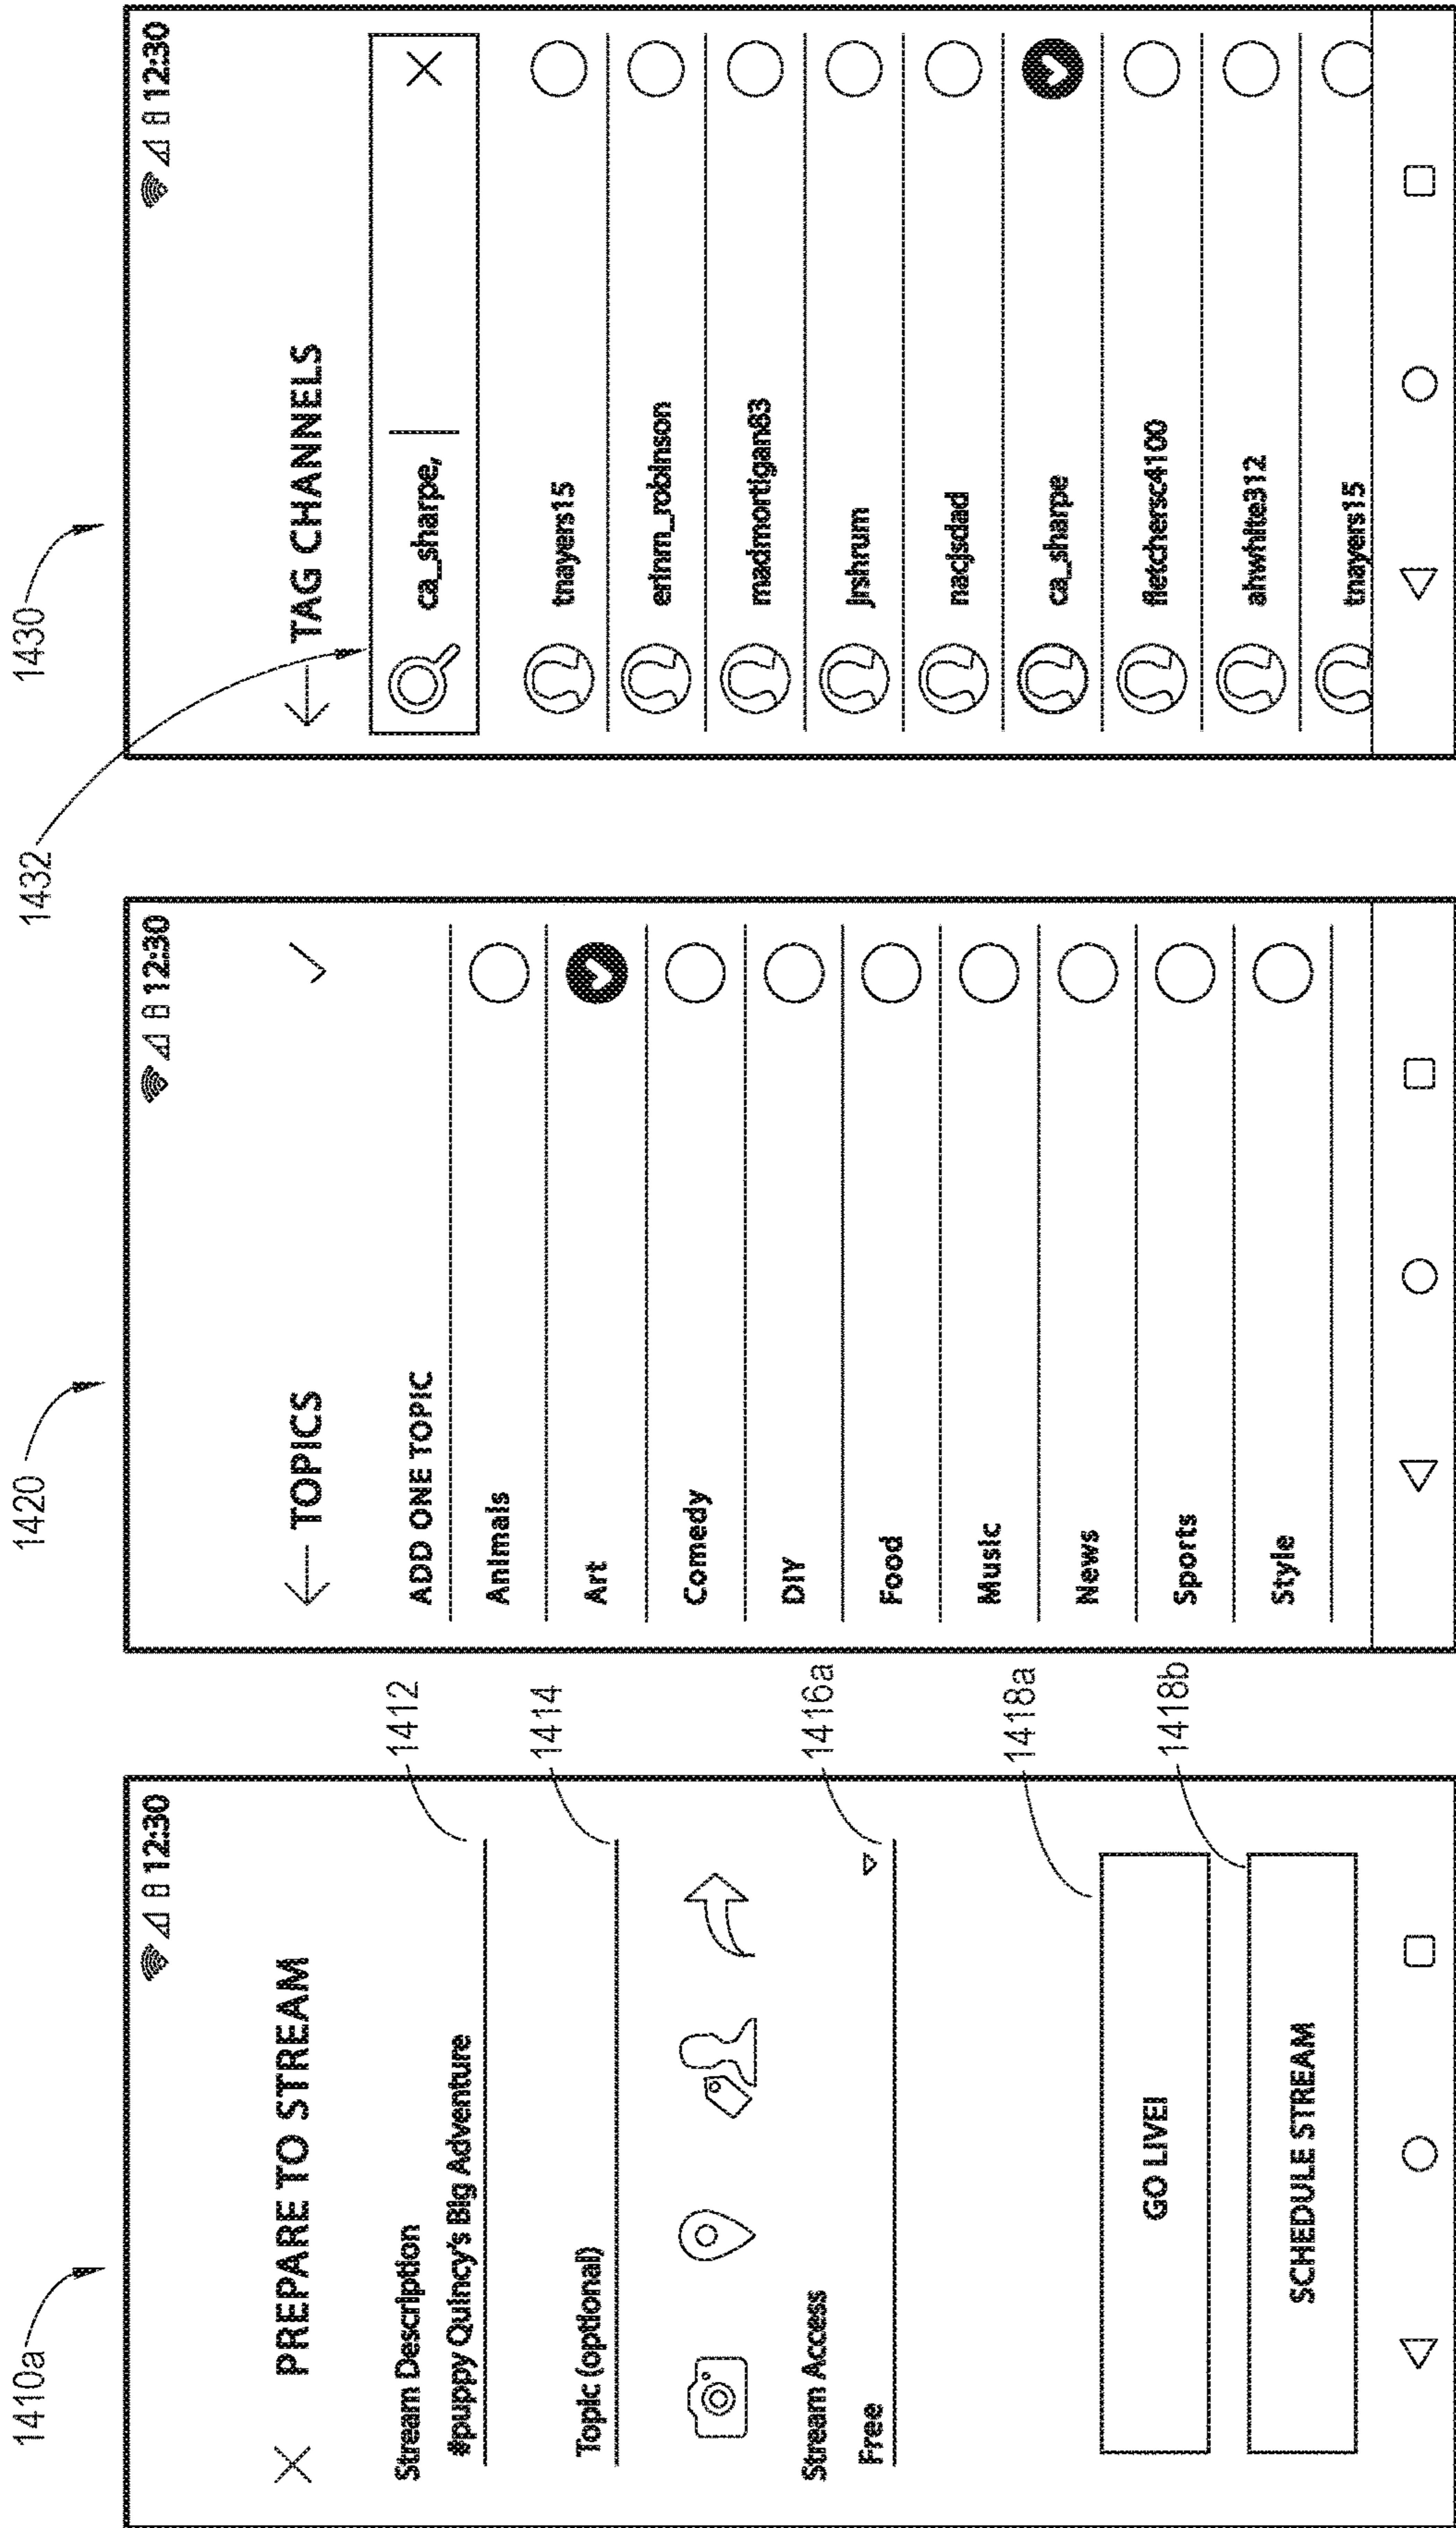 1410a
12:30
PREPARE TO STREAM
Stream Description
#puppy Quincy's Big Adventure
1412
Topic (optional)
1414
Stream Access
Free
1416a
GO LIVE!
1418a
SCHEDULE STREAM
1418b
1420
12:30
TOPICS
ADD ONE TOPIC
Animals
Art
Comedy
DIY
Food
Music
News
Sports
Style
1430
12:30
TAG CHANNELS
1432
ca_sharpe,
tnayers15
erinm_robinson
madmortigan83
jrshrum
nacjsdad
ca_sharpe
fletchersc4100
ahwhite312
tnayers15